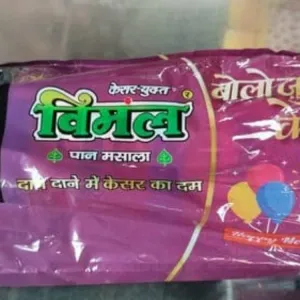 केसर-युक्त
विमल
बोलो
पान मसाला
दाने दाने में केसर का दम